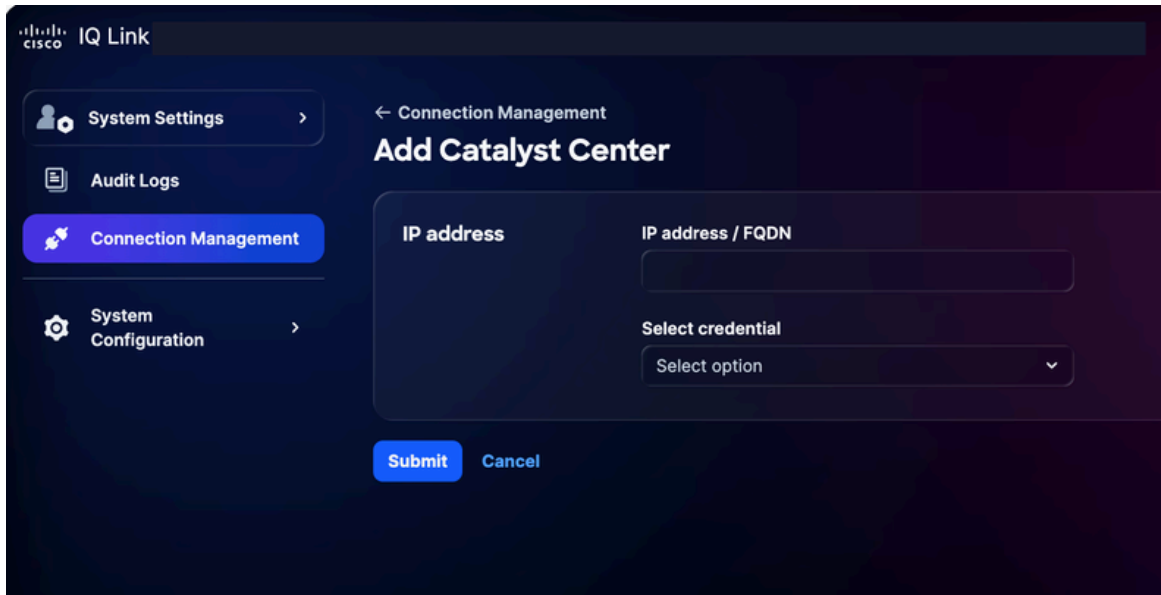 CISCO IQ Link
System Settings
Audit Logs
Connection Management
System
Configuration
← Connection Management
Add Catalyst Center
IP address
IP address / FQDN
Select credential
Select option
Submit Cancel